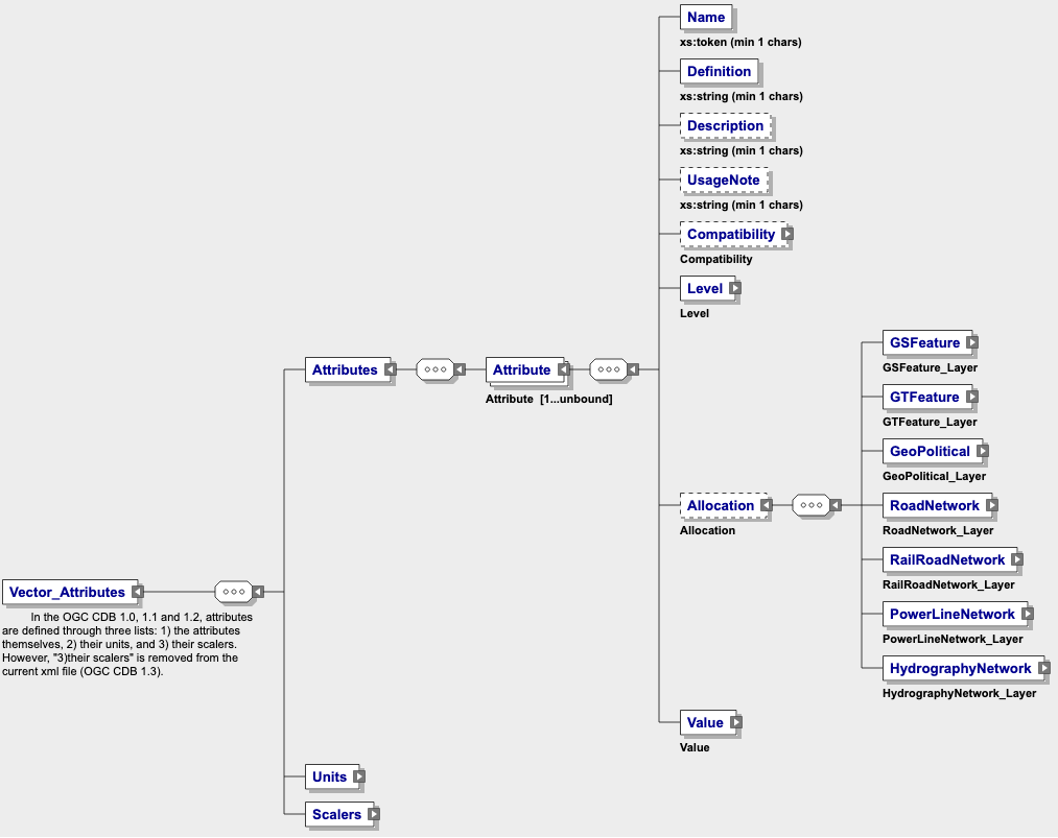 Name
xs:token (min 1 chars)
Definition
xs:string (min 1 chars)
Description
xs:string (min 1 chars)
UsageNote
xs:string (min 1 chars)
Compatibility
Compatibility
Level
Level
Attributes
Attribute
Attribute [1...unbound]
GSFeature
GSFeature_Layer
GTFeature
GTFeature_Layer
GeoPolitical
GeoPolitical_Layer
Allocation
Allocation
RoadNetwork
RoadNetwork_Layer
RailRoadNetwork
RailRoadNetwork_Layer
PowerLineNetwork
PowerLineNetwork_Layer
HydrographyNetwork
HydrographyNetwork_Layer
Vector_Attributes
In the OGC CDB 1.0, 1.1 and 1.2, attributes
are defined through three lists: 1) the attributes
themselves, 2) their units, and 3) their scalers.
However, "3)their scalers" is removed from the
current xml file (OGC CDB 1.3).
Value
Value
Units
Scalers